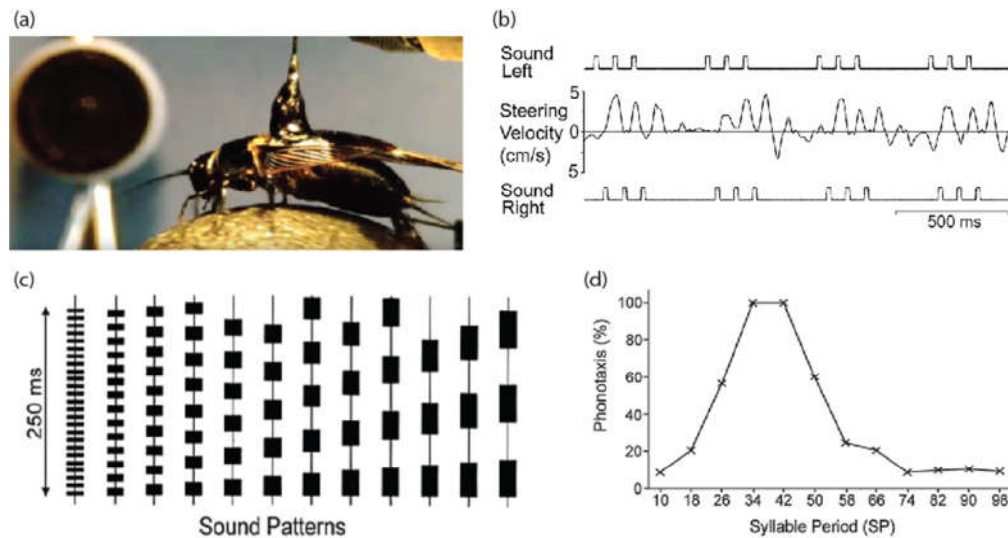 (a)
(b)
Sound
Left
5
Steering
Velocity
0
(cm/s)
5
Sound
Right
500 ms
(c)
250 ms
Sound Patterns
(d)
100
80
60
40
20
0
Phonotaxis (%)
10 18 26 34 42 50 58 66 74 82 90 98
Syllable Period (SP)